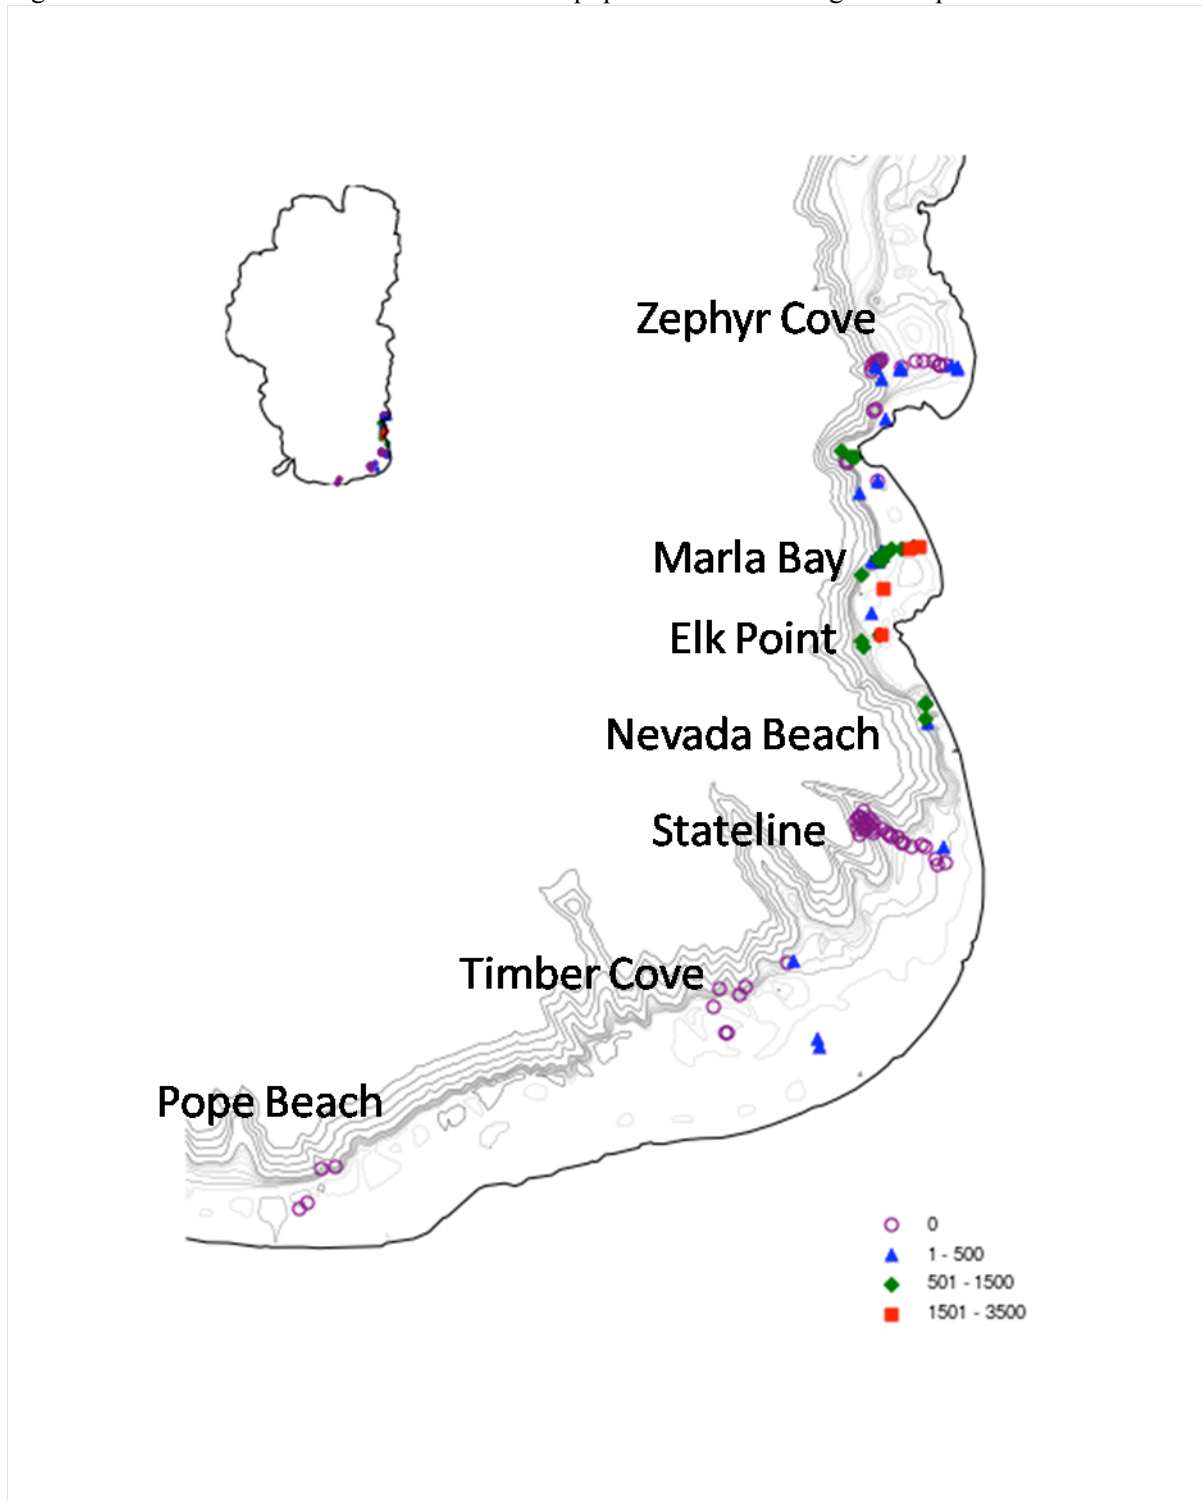 Zephyr Cove
Marla Bay
Elk Point
Nevada Beach
Stateline
Timber Cove
Pope Beach
0
1 - 500
501 - 1500
1501 - 3500